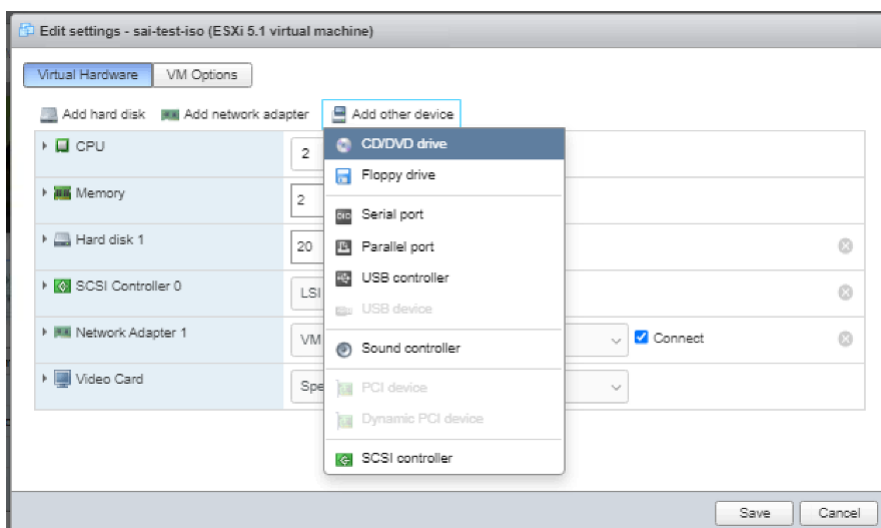 Edit settings - sai-test-iso (ESXi 5.1 virtual machine)
Virtual Hardware VM Options
Add hard disk Add network adapter Add other device
CPU 2
Memory 2
Hard disk 1 20
SCSI Controller 0 LSI
Network Adapter 1 VM Connect
Video Card Spe
CD/DVD drive
Floppy drive
Serial port
Parallel port
USB controller
USB device
Sound controller
PCI device
Dynamic PCI device
SCSI controller
Save Cancel